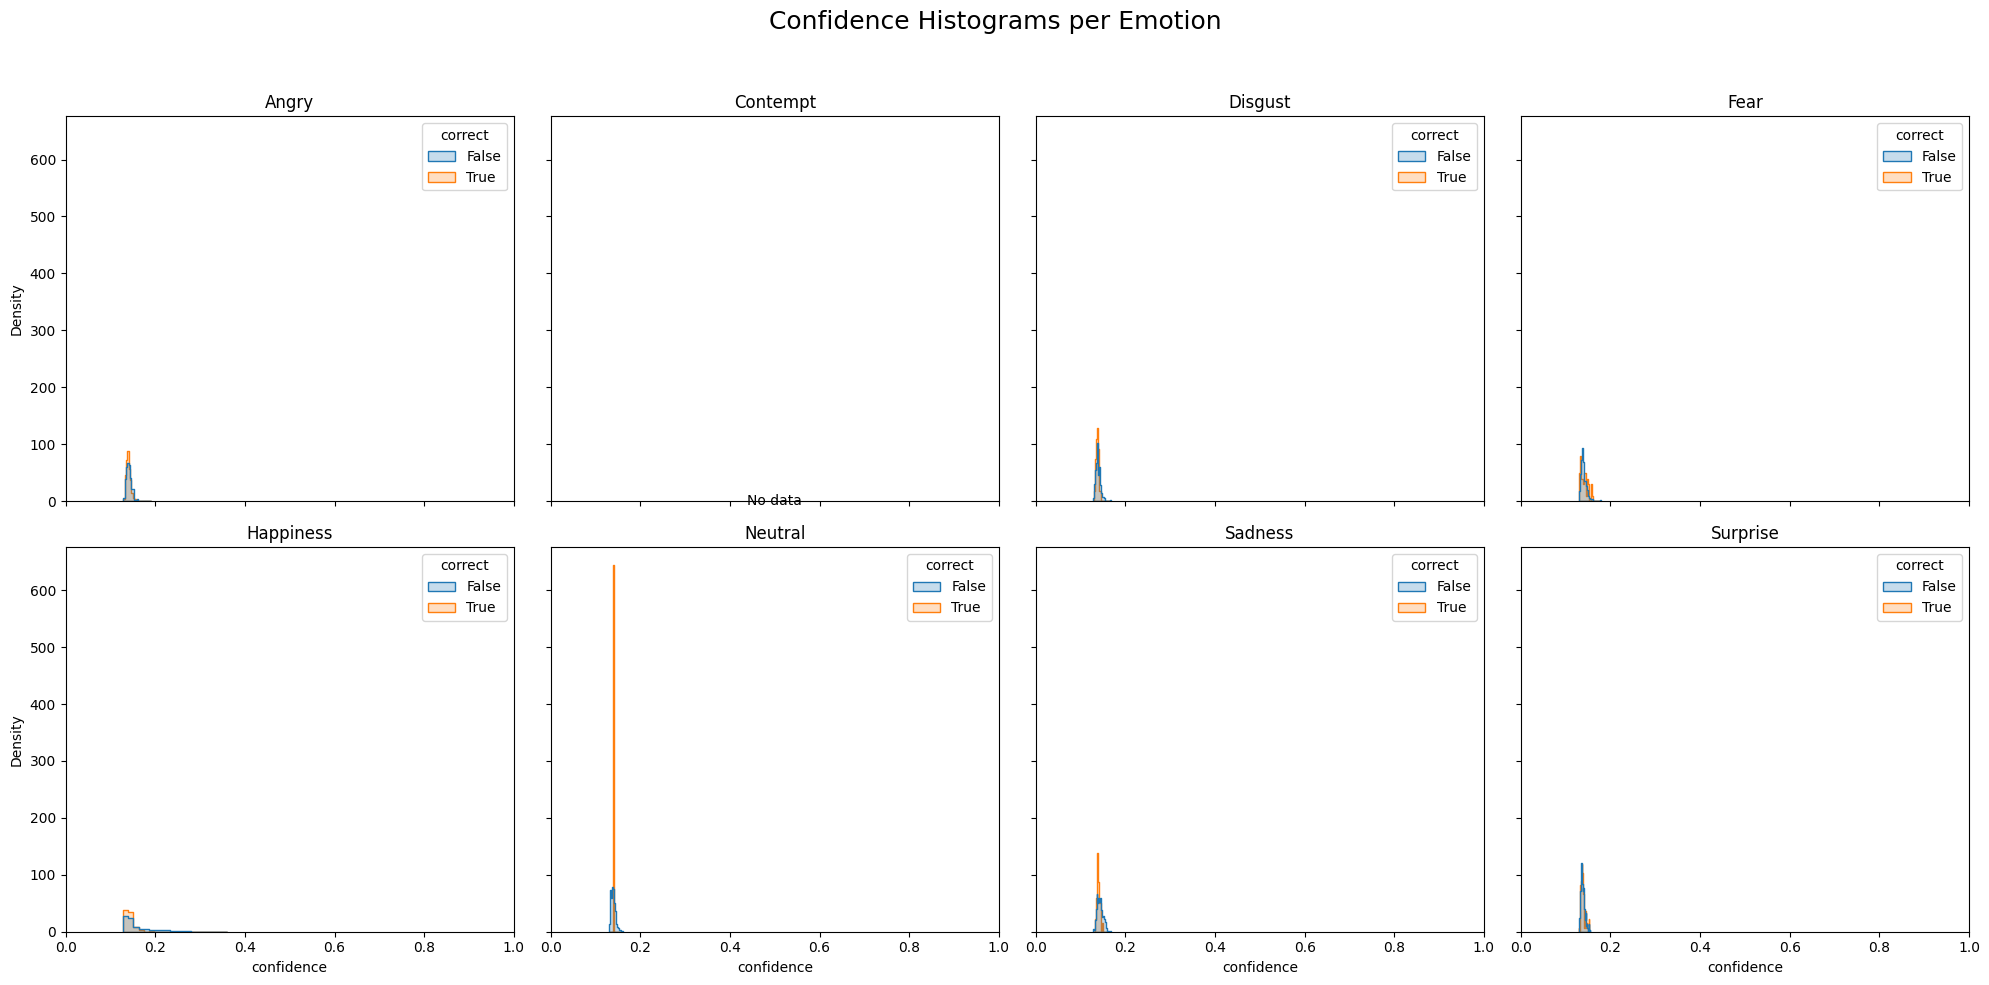 Confidence Histograms per Emotion
Angry
Contempt
Disgust
Fear
correct
False
True
correct
False
True
correct
False
True
600
500
400
300
200
100
0
Density
No data
Happiness
Neutral
Sadness
Surprise
correct
False
True
correct
False
True
correct
False
True
correct
False
True
600
500
400
300
200
100
0
Density
0.0 0.2 0.4 0.6 0.8 1.0
0.0 0.2 0.4 0.6 0.8 1.0
0.0 0.2 0.4 0.6 0.8 1.0
0.0 0.2 0.4 0.6 0.8 1.0
confidence
confidence
confidence
confidence